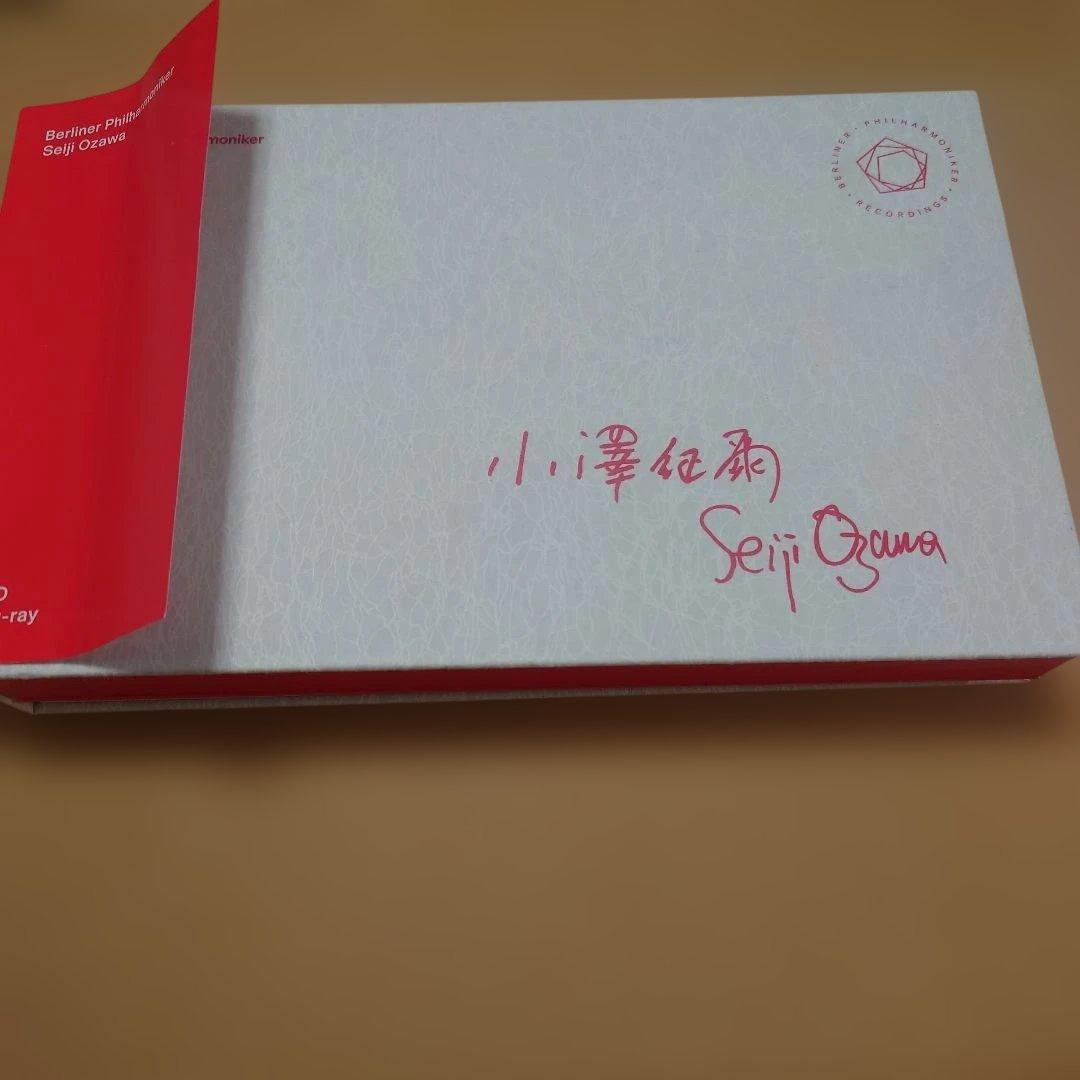 Berliner Philharmoniker
Seiji Ozawa
moniker
BERLINER · PHILHARMONIKER · RECORDINGS ·
小澤征爾
Seiji Ozawa
-ray